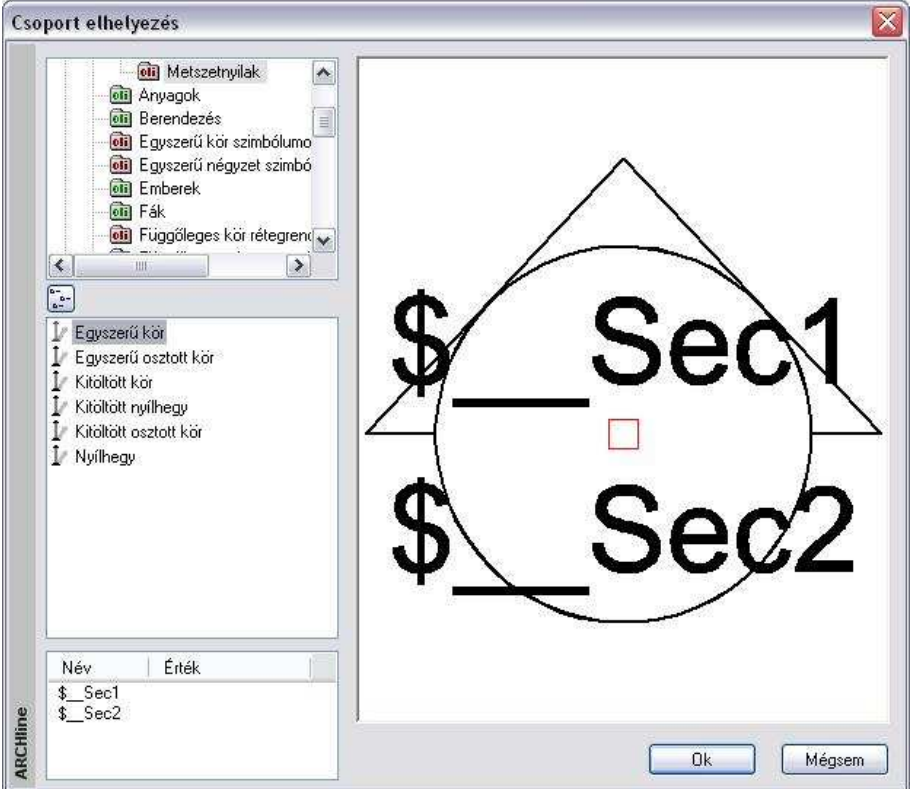 Csoport elhelyezés
Metszetnyilak
Anyagok
Berendezés
Egyszerű kör szimbólumo
Egyszerű négyzet szimbó
Emberek
Fák
Függőleges kör rétegrend
Egyszerű kör
Egyszerű osztott kör
Kitöltött kör
Kitöltött nyílhegy
Kitöltött osztott kör
Nyílhegy
Név Érték
$__Sec1
$__Sec2
ARCHline
$__Sec1
$__Sec2
Ok Mégsem